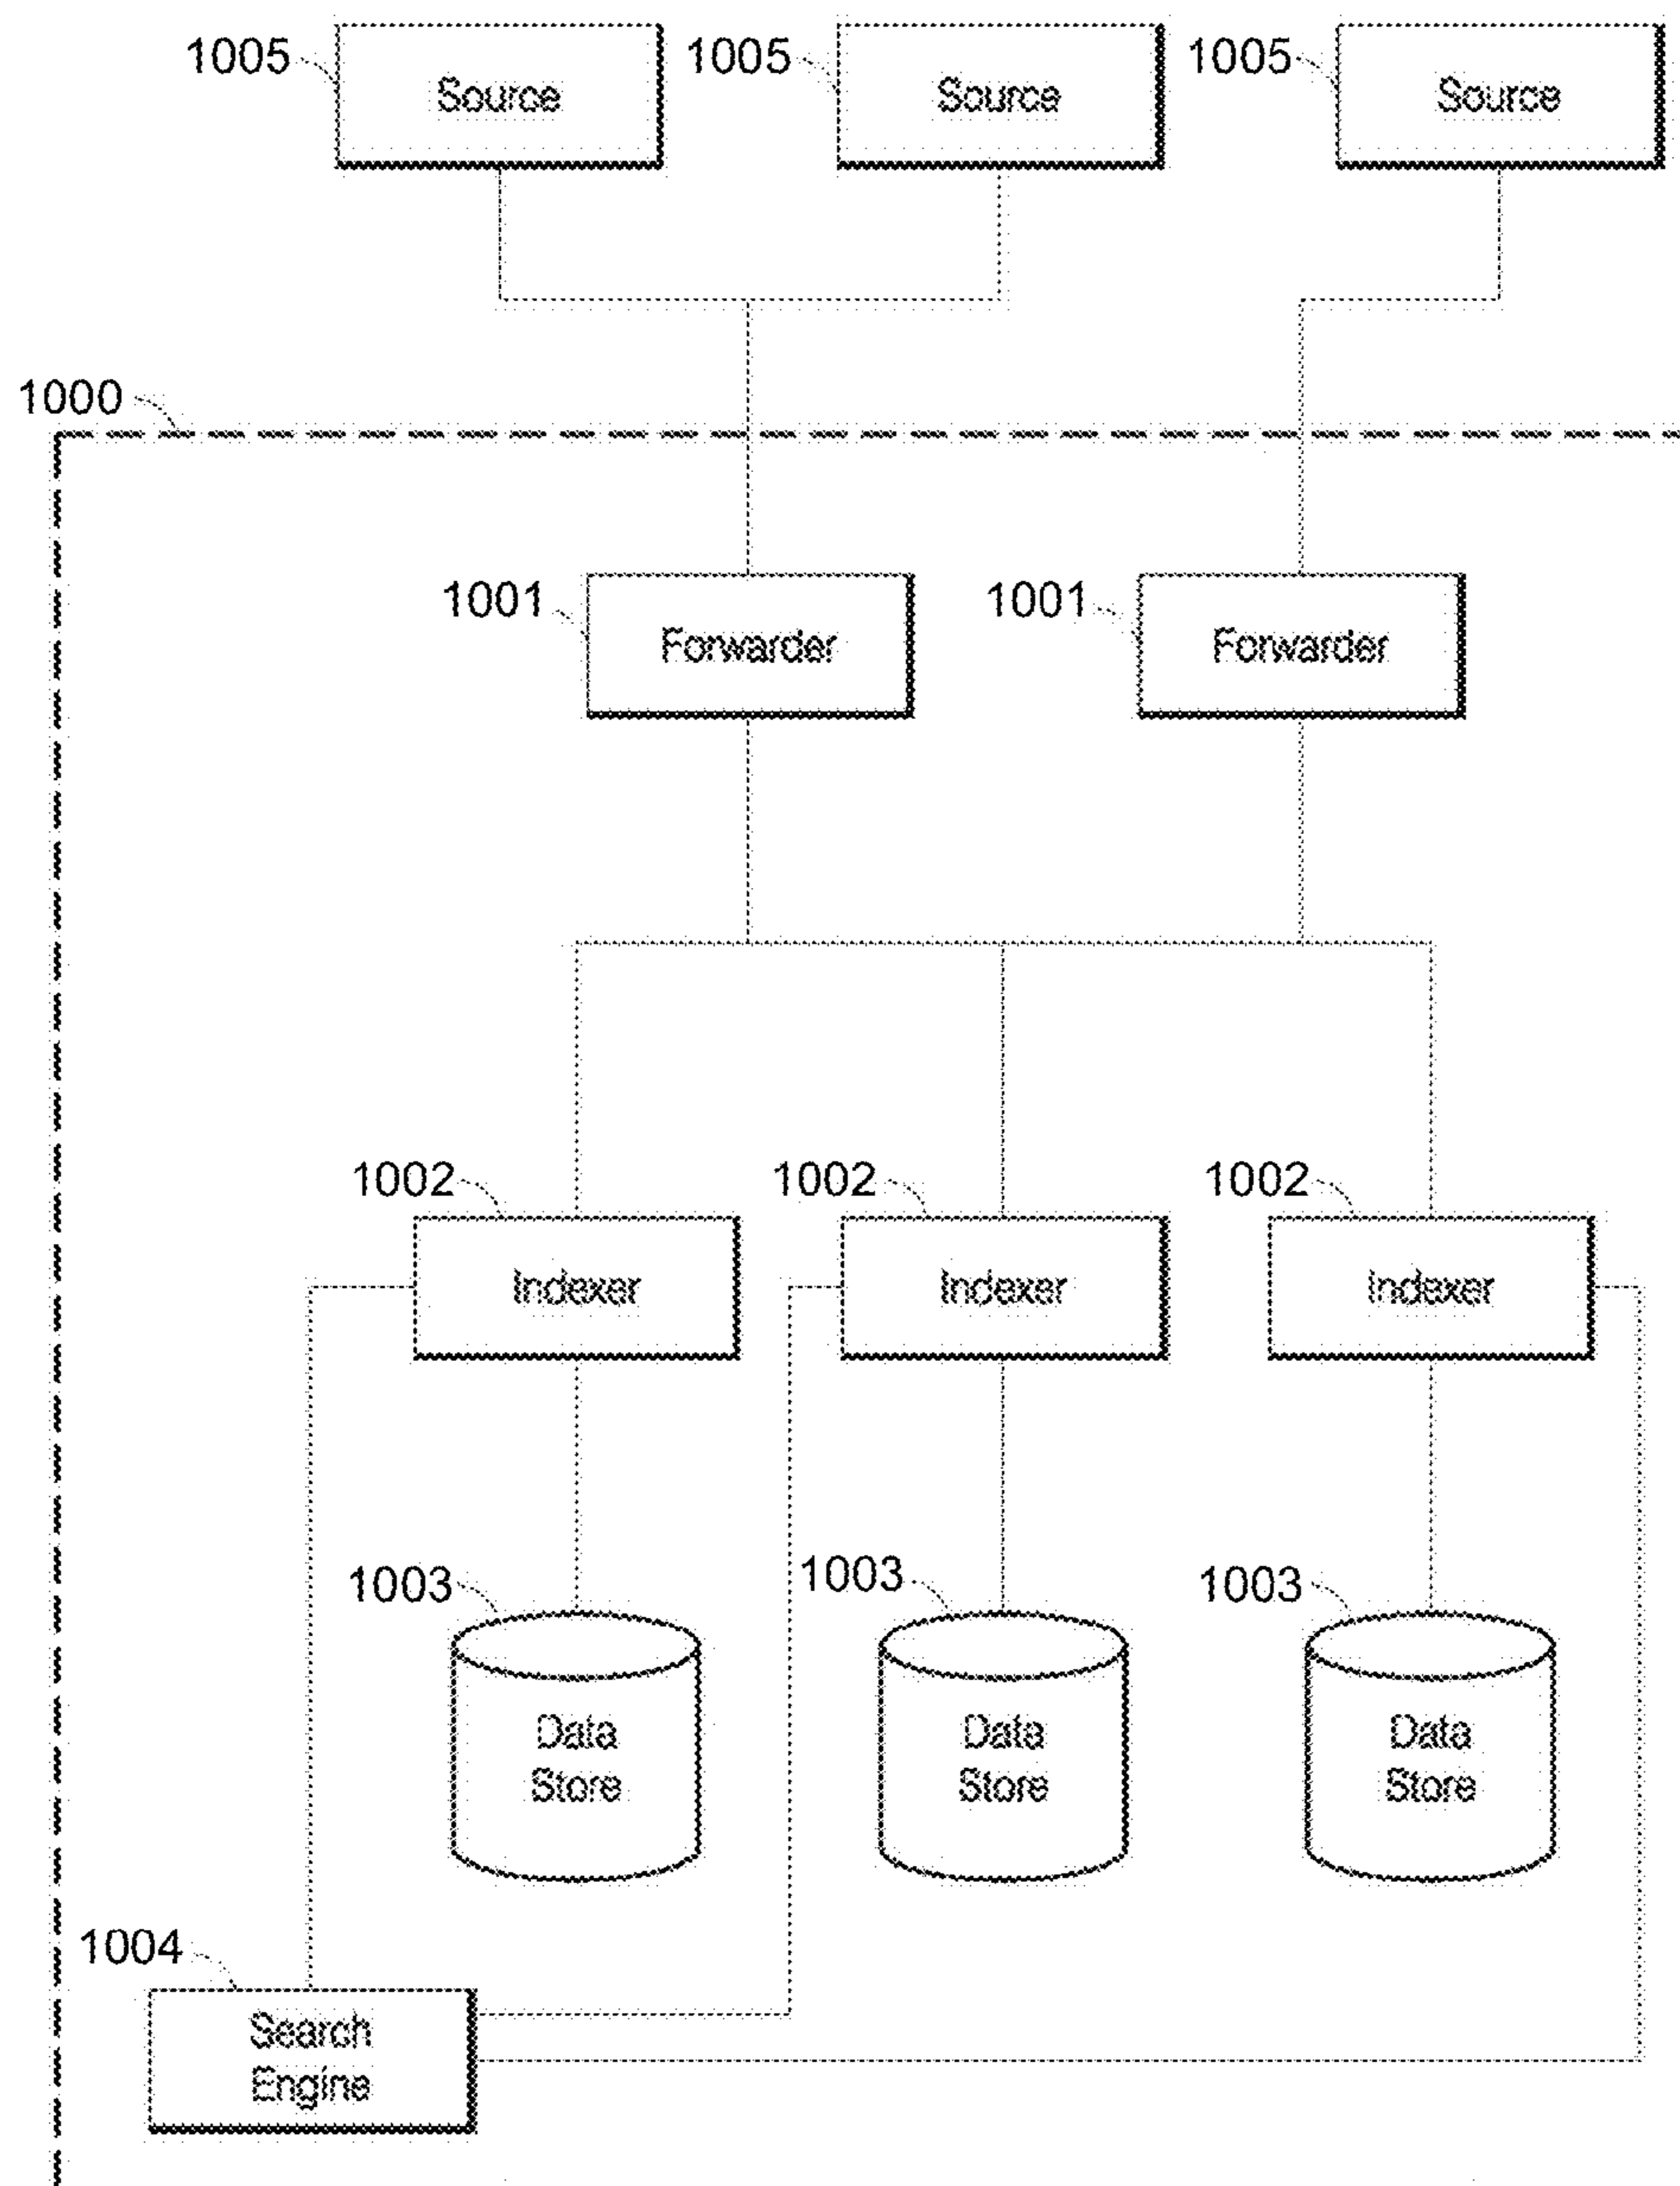 1005 1005 1005
Source Source Source
1000
1001 1001
Forwarder Forwarder
1002 1002 1002
Indexer Indexer Indexer
1003 1003 1003
Data Data Data
Store Store Store
1004
Search
Engine